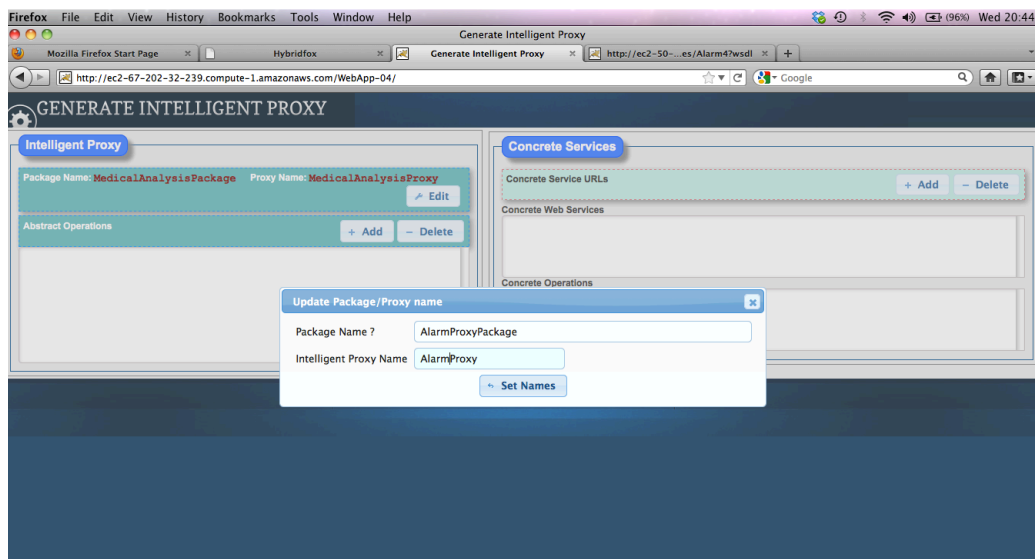 Firefox File Edit View History Bookmarks Tools Window Help (96%) Wed 20:44
Generate Intelligent Proxy
Mozilla Firefox Start Page Hybridfox Generate Intelligent Proxy http://ec2-50-...es/Alarm4?wsdl
http://ec2-67-202-32-239.compute-1.amazonaws.com/WebApp-04/ Google
GENERATE INTELLIGENT PROXY
Intelligent Proxy
Package Name: MedicalAnalysisPackage Proxy Name: MedicalAnalysisProxy
Edit
Abstract Operations + Add − Delete
Concrete Services
Concrete Service URLs + Add − Delete
Concrete Web Services
Concrete Operations
Update Package/Proxy name
Package Name ? AlarmProxyPackage
Intelligent Proxy Name AlarmProxy
Set Names